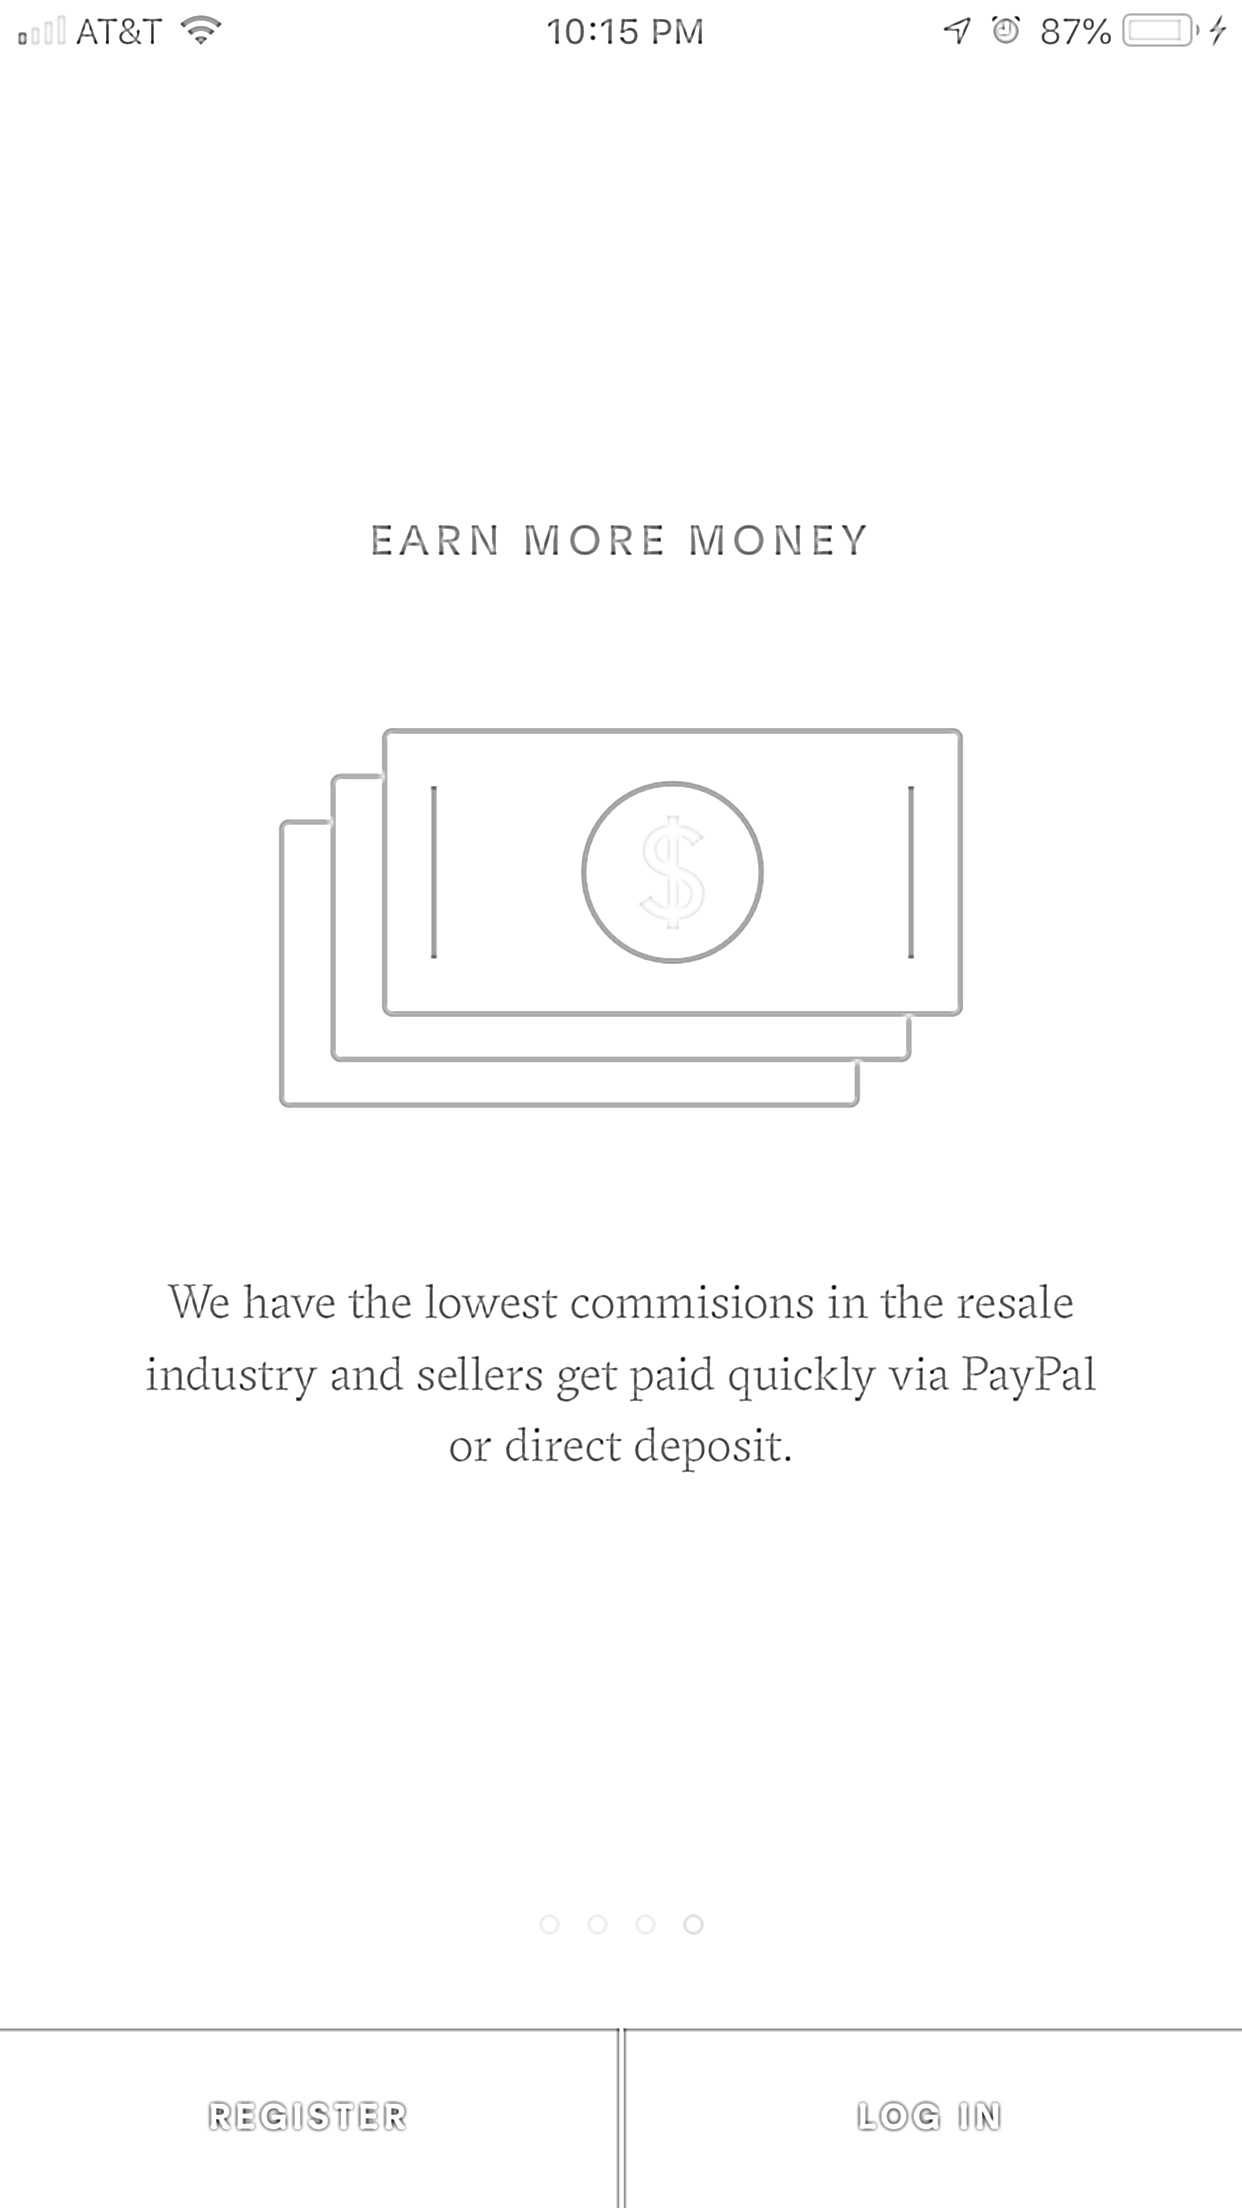 AT&T 10:15 PM 87%
EARN MORE MONEY
$
We have the lowest commisions in the resale
industry and sellers get paid quickly via PayPal
or direct deposit.
REGISTER LOG IN